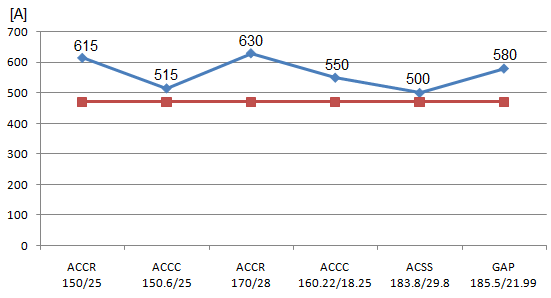 [A]
700
600
500
400
300
200
100
0
615
515
630
550
500
580
ACCR
150/25
ACCC
150.6/25
ACCR
170/28
ACCC
160.22/18.25
ACSS
183.8/29.8
GAP
185.5/21.99